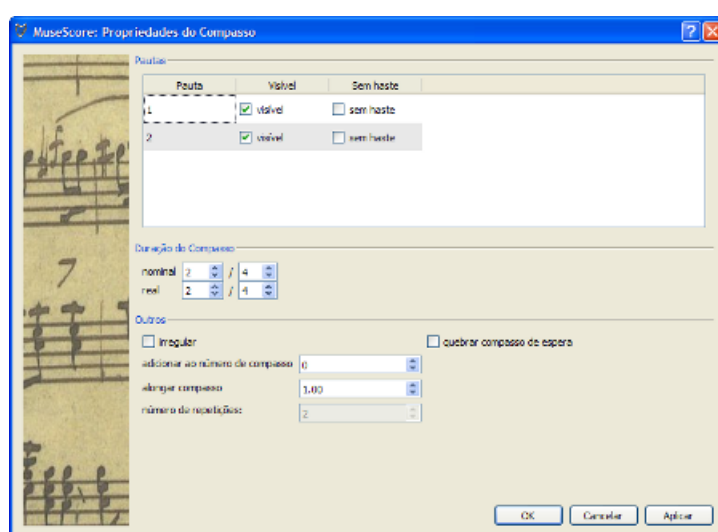 MuseScore: Propriedades do Compasso
Pautas
Pauta Visível Sem haste
1 visível sem haste
2 visível sem haste
Duração do Compasso
nominal 2 / 4
real 2 / 4
Outros
irregular quebrar compasso de espera
adicionar ao número de compasso 0
alongar compasso 1.00
número de repetições: 2
OK Cancelar Aplicar
7